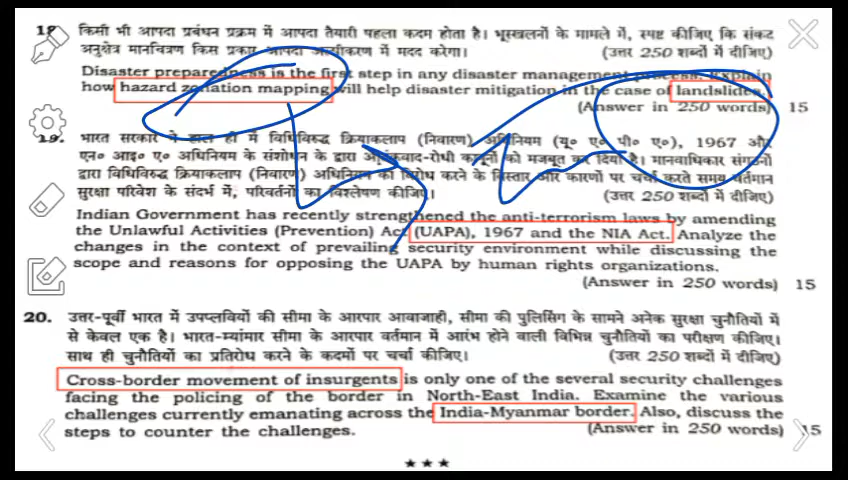 18. किसी भी आपदा प्रबंधन प्रक्रम में आपदा तैयारी पहला कदम होता है। भूस्खलनों के मामले में, स्पष्ट कीजिए कि संकट
अनुक्षेत्र मानचित्रण किस प्रकार आपदा अल्पीकरण में मदद करेगा। (उत्तर 250 शब्दों में दीजिए)
Disaster preparedness is the first step in any disaster management process. Explain
how hazard zonation mapping will help disaster mitigation in the case of landslides.
(Answer in 250 words) 15
19. भारत सरकार ने हाल ही में विधिविरुद्ध क्रियाकलाप (निवारण) अधिनियम (यू० ए० पी० ए०), 1967 और
एन० आइ० ए० अधिनियम के संशोधन के द्वारा आतंकवाद-रोधी कानूनों को मजबूत कर दिया है। मानवाधिकार संगठनों
द्वारा विधिविरुद्ध क्रियाकलाप (निवारण) अधिनियम का विरोध करने के विस्तार और कारणों पर चर्चा करते समय वर्तमान
सुरक्षा परिवेश के संदर्भ में, परिवर्तनों का विश्लेषण कीजिए। (उत्तर 250 शब्दों में दीजिए)
Indian Government has recently strengthened the anti-terrorism laws by amending
the Unlawful Activities (Prevention) Act (UAPA), 1967 and the NIA Act. Analyze the
changes in the context of prevailing security environment while discussing the
scope and reasons for opposing the UAPA by human rights organizations.
(Answer in 250 words) 15
20. उत्तर-पूर्वी भारत में उपप्लवियों की सीमा के आरपार आवाजाही, सीमा की पुलिसिंग के सामने अनेक सुरक्षा चुनौतियों में
से केवल एक है। भारत-म्यांमार सीमा के आरपार वर्तमान में आरंभ होने वाली विभिन्न चुनौतियों का परीक्षण कीजिए।
साथ ही चुनौतियों का प्रतिरोध करने के कदमों पर चर्चा कीजिए। (उत्तर 250 शब्दों में दीजिए)
Cross-border movement of insurgents is only one of the several security challenges
facing the policing of the border in North-East India. Examine the various
challenges currently emanating across the India-Myanmar border. Also, discuss the
steps to counter the challenges. (Answer in 250 words) 15
★★★